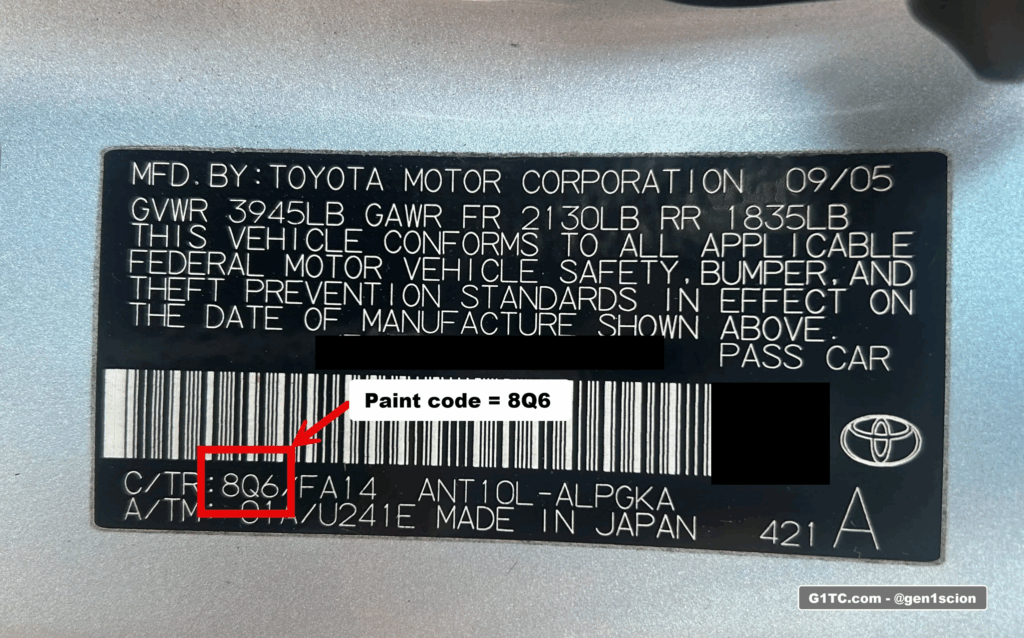 MFD.BY:TOYOTA MOTOR CORPORATION 09/05
GVWR 3945LB GAWR FR 2130LB RR 1835LB
THIS VEHICLE CONFORMS TO ALL APPLICABLE
FEDERAL MOTOR VEHICLE SAFETY,BUMPER,AND
THEFT PREVENTION STANDARDS IN EFFECT ON
THE DATE OF MANUFACTURE SHOWN ABOVE.
PASS CAR
Paint code = 8Q6
C/TR:8Q6/FA14 ANT10L-ALPGKA
A/TM: 01A/U241E MADE IN JAPAN
421 A
G1TC.com - @gen1scion